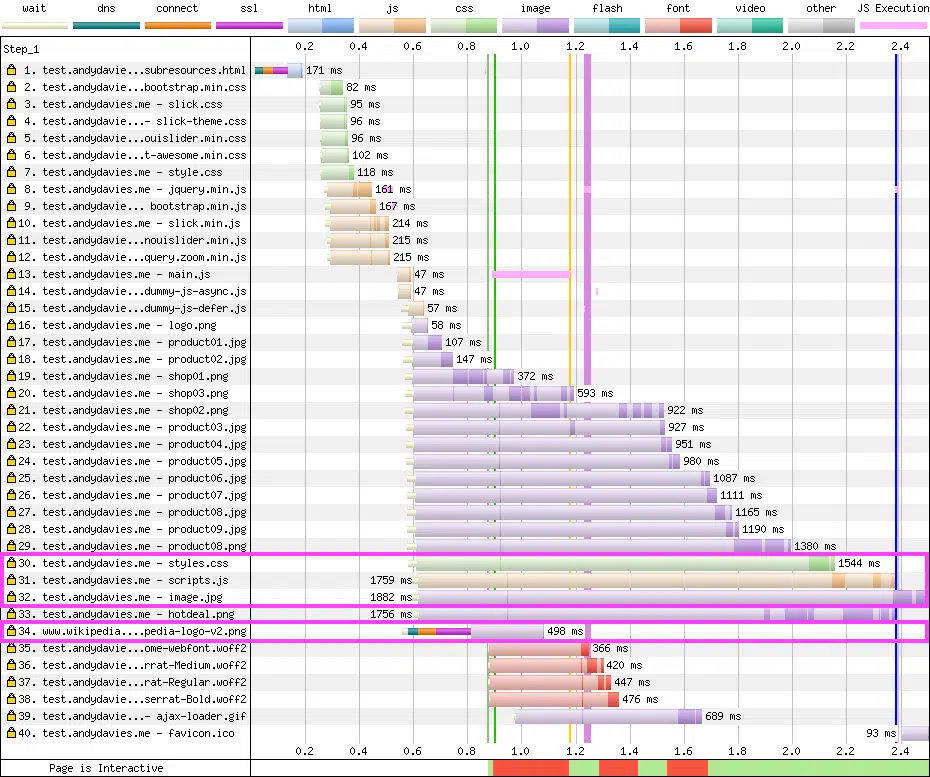 wait dns connect ssl html js css image flash font video other JS Execution
Step_1 0.2 0.4 0.6 0.8 1.0 1.2 1.4 1.6 1.8 2.0 2.2 2.4
1. test.andydavie...subresources.html 171 ms
2. test.andydavie...bootstrap.min.css 82 ms
3. test.andydavies.me - slick.css 95 ms
4. test.andydavie...- slick-theme.css 96 ms
5. test.andydavie...ouislider.min.css 96 ms
6. test.andydavie...t-awesome.min.css 102 ms
7. test.andydavies.me - style.css 118 ms
8. test.andydavies.me - jquery.min.js 161 ms
9. test.andydavie... bootstrap.min.js 167 ms
10. test.andydavies.me - slick.min.js 214 ms
11. test.andydavie...nouislider.min.js 215 ms
12. test.andydavie...query.zoom.min.js 215 ms
13. test.andydavies.me - main.js 47 ms
14. test.andydavie...dummy-js-async.js 47 ms
15. test.andydavie...dummy-js-defer.js 57 ms
16. test.andydavies.me - logo.png 58 ms
17. test.andydavies.me - product01.jpg 107 ms
18. test.andydavies.me - product02.jpg 147 ms
19. test.andydavies.me - shop01.png 372 ms
20. test.andydavies.me - shop03.png 593 ms
21. test.andydavies.me - shop02.png 922 ms
22. test.andydavies.me - product03.jpg 927 ms
23. test.andydavies.me - product04.jpg 951 ms
24. test.andydavies.me - product05.jpg 980 ms
25. test.andydavies.me - product06.jpg 1087 ms
26. test.andydavies.me - product07.jpg 1111 ms
27. test.andydavies.me - product08.jpg 1165 ms
28. test.andydavies.me - product09.jpg 1190 ms
29. test.andydavies.me - product08.png 1380 ms
30. test.andydavies.me - styles.css 1544 ms
31. test.andydavies.me - scripts.js 1759 ms
32. test.andydavies.me - image.jpg 1882 ms
33. test.andydavies.me - hotdeal.png 1756 ms
34. www.wikipedia....pedia-logo-v2.png 498 ms
35. test.andydavie...ome-webfont.woff2 366 ms
36. test.andydavie...rrat-Medium.woff2 420 ms
37. test.andydavie...rat-Regular.woff2 447 ms
38. test.andydavie...serrat-Bold.woff2 476 ms
39. test.andydavies.me - ajax-loader.gif 689 ms
40. test.andydavies.me - favicon.ico 93 ms
0.2 0.4 0.6 0.8 1.0 1.2 1.4 1.6 1.8 2.0 2.2 2.4
Page is Interactive